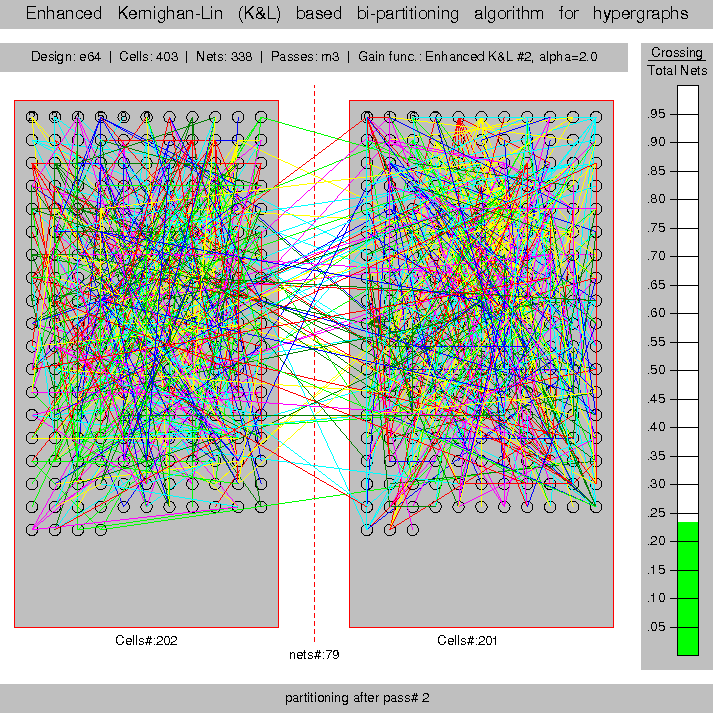 Enhanced Kernighan-Lin (K&L) based bi-partitioning algorithm for hypergraphs
Design: e64 | Cells: 403 | Nets: 338 | Passes: m3 | Gain func.: Enhanced K&L #2, alpha=2.0
Crossing
Total Nets
.95
.90
.85
.80
.75
.70
.65
.60
.55
.50
.45
.40
.35
.30
.25
.20
.15
.10
.05
Cells#:202
Cells#:201
nets#:79
partitioning after pass# 2